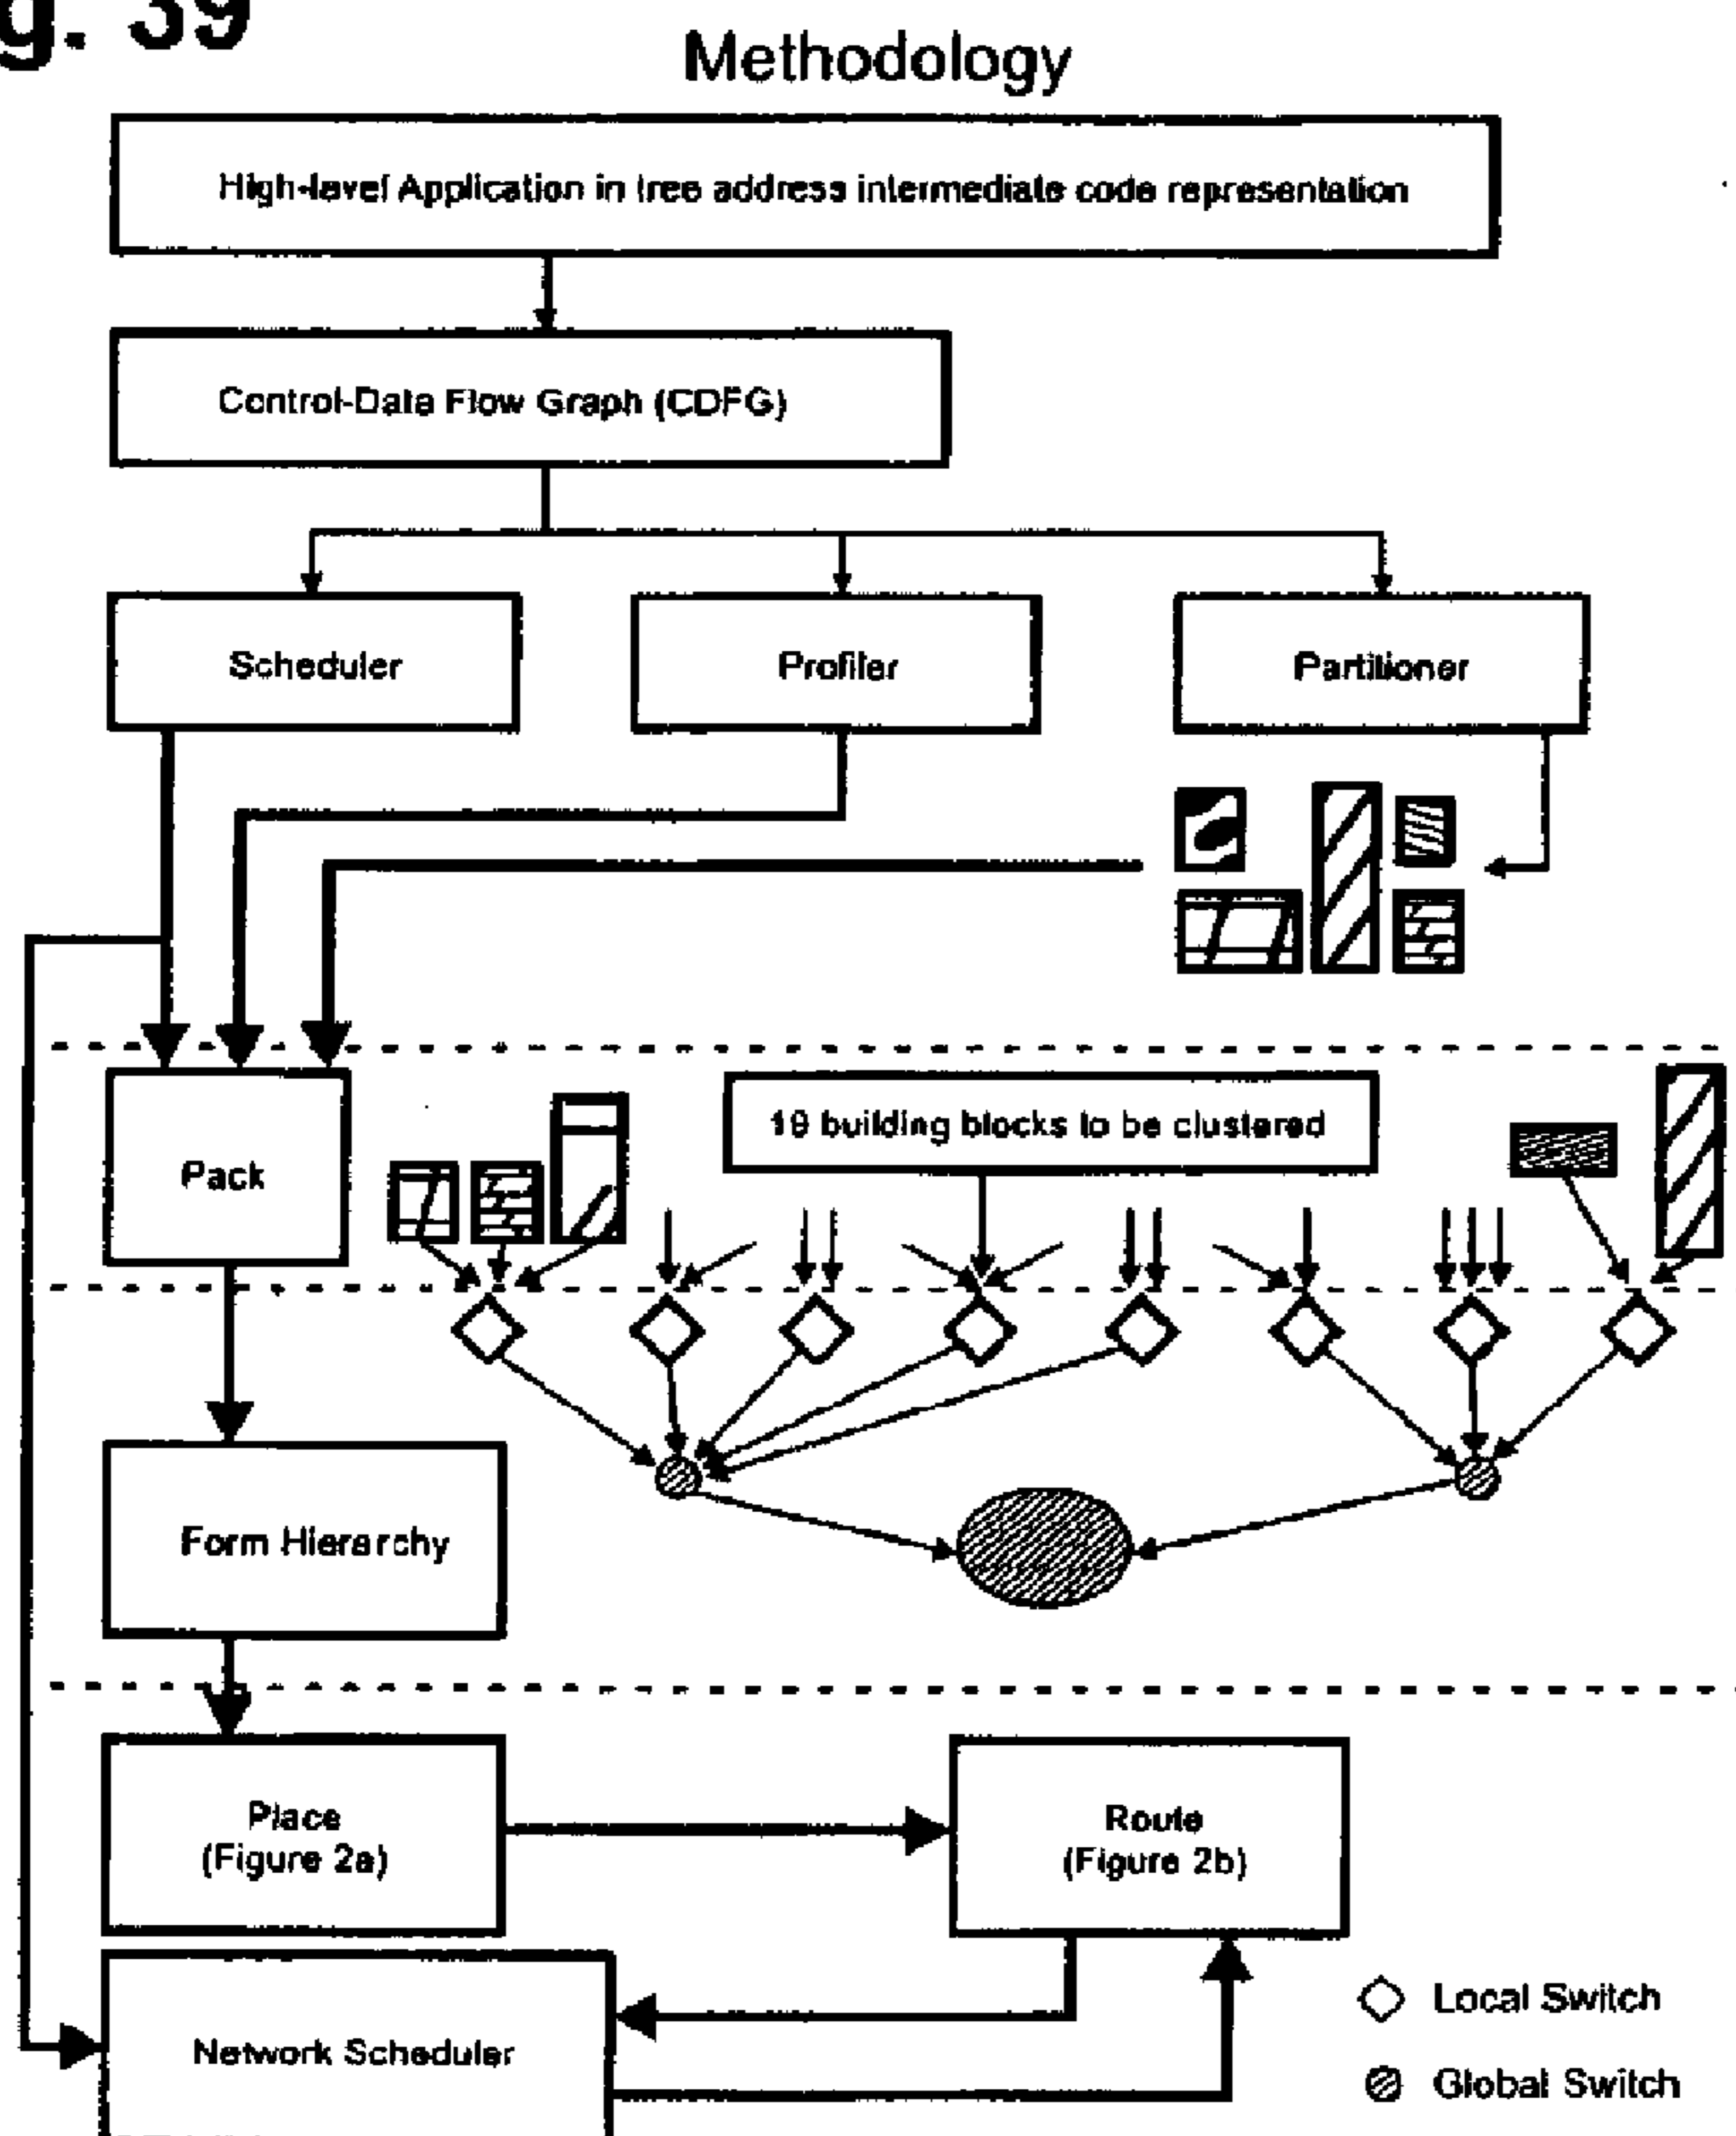 g. 39
Methodology
High-level Application in tree address intermediate code representation
Control-Data Flow Graph (CDFG)
Scheduler
Profiler
Partitioner
Pack
19 building blocks to be clustered
Form Hierarchy
Place
(Figure 2a)
Route
(Figure 2b)
Network Scheduler
Local Switch
Global Switch